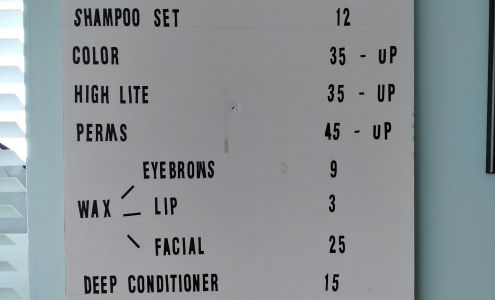 SHAMPOO SET 12
COLOR 35 - UP
HIGH LITE 35 - UP
PERMS 45 - UP
EYEBROWS 9
WAX LIP 3
FACIAL 25
DEEP CONDITIONER 15